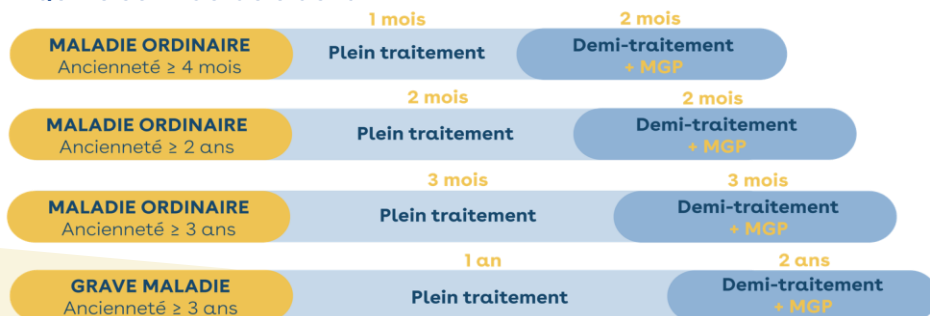 1 mois 2 mois
MALADIE ORDINAIRE
Ancienneté ≥ 4 mois
Plein traitement
Demi-traitement
+ MGP
2 mois 2 mois
MALADIE ORDINAIRE
Ancienneté ≥ 2 ans
Plein traitement
Demi-traitement
+ MGP
3 mois 3 mois
MALADIE ORDINAIRE
Ancienneté ≥ 3 ans
Plein traitement
Demi-traitement
+ MGP
1 an 2 ans
GRAVE MALADIE
Ancienneté ≥ 3 ans
Plein traitement
Demi-traitement
+ MGP